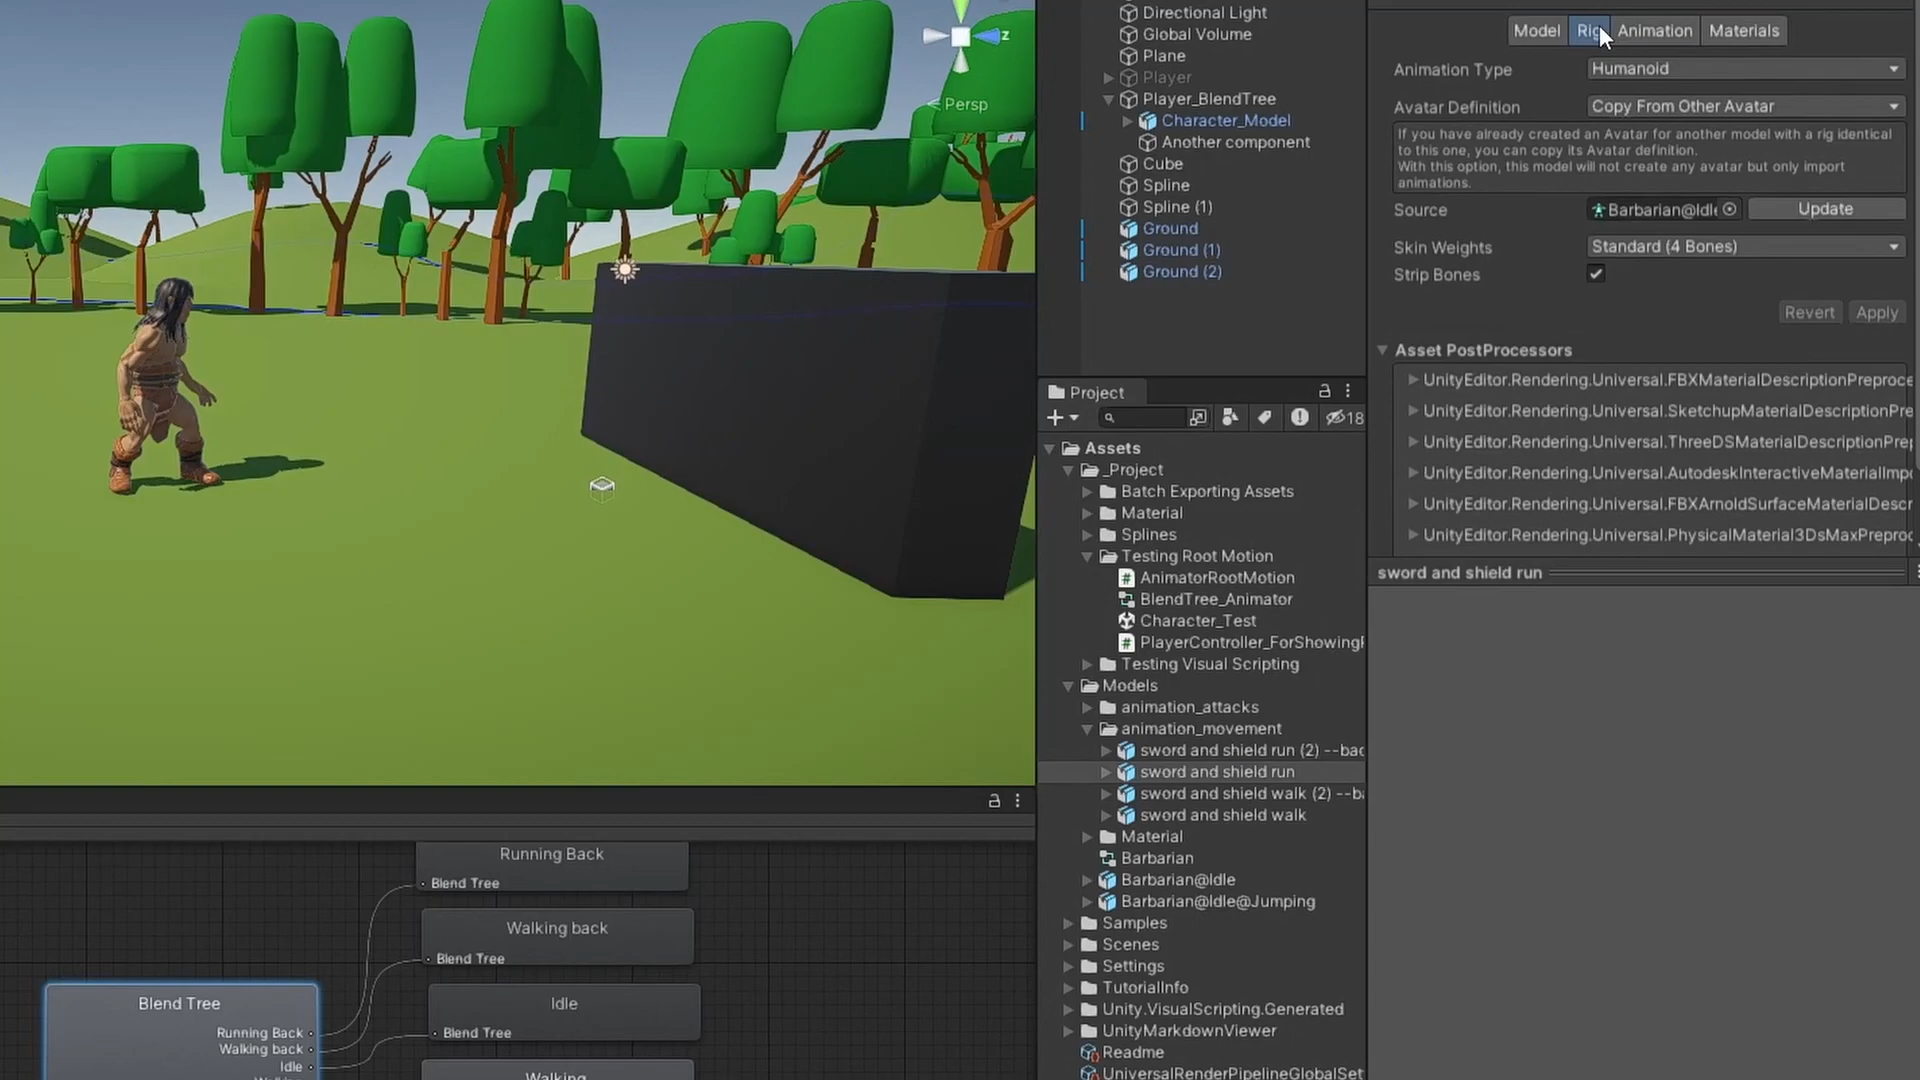 z
< Persp
Directional Light
Global Volume
Plane
Player
Player_BlendTree
Character_Model
Another component
Cube
Spline
Spline (1)
Ground
Ground (1)
Ground (2)
Model
Rig
Animation
Materials
Animation Type
Humanoid
Avatar Definition
Copy From Other Avatar
If you have already created an Avatar for another model with a rig identical
to this one, you can copy its Avatar definition.
With this option, this model will not create any avatar but only import
animations.
Source
Barbarian@Idl
Update
Skin Weights
Standard (4 Bones)
Strip Bones
Revert
Apply
Asset PostProcessors
UnityEditor.Rendering.Universal.FBXMaterialDescriptionPreproce
UnityEditor.Rendering.Universal.SketchupMaterialDescriptionPre
UnityEditor.Rendering.Universal.ThreeDSMaterialDescriptionPrep
UnityEditor.Rendering.Universal.AutodeskInteractiveMaterialImp
UnityEditor.Rendering.Universal.FBXArnoldSurfaceMaterialDescr
UnityEditor.Rendering.Universal.PhysicalMaterial3DsMaxPreproc
sword and shield run
Project
18
Assets
_Project
Batch Exporting Assets
Material
Splines
Testing Root Motion
AnimatorRootMotion
BlendTree_Animator
Character_Test
PlayerController_ForShowing
Testing Visual Scripting
Models
animation_attacks
animation_movement
sword and shield run (2) --bac
sword and shield run
sword and shield walk (2) --ba
sword and shield walk
Material
Barbarian
Barbarian@Idle
Barbarian@Idle@Jumping
Samples
Scenes
Settings
TutorialInfo
Unity.VisualScripting.Generated
UnityMarkdownViewer
Readme
UniversalRenderPipelineGlobalSet
Running Back
Blend Tree
Walking back
Blend Tree
Idle
Blend Tree
Walking
Blend Tree
Running Back
Walking back
Idle